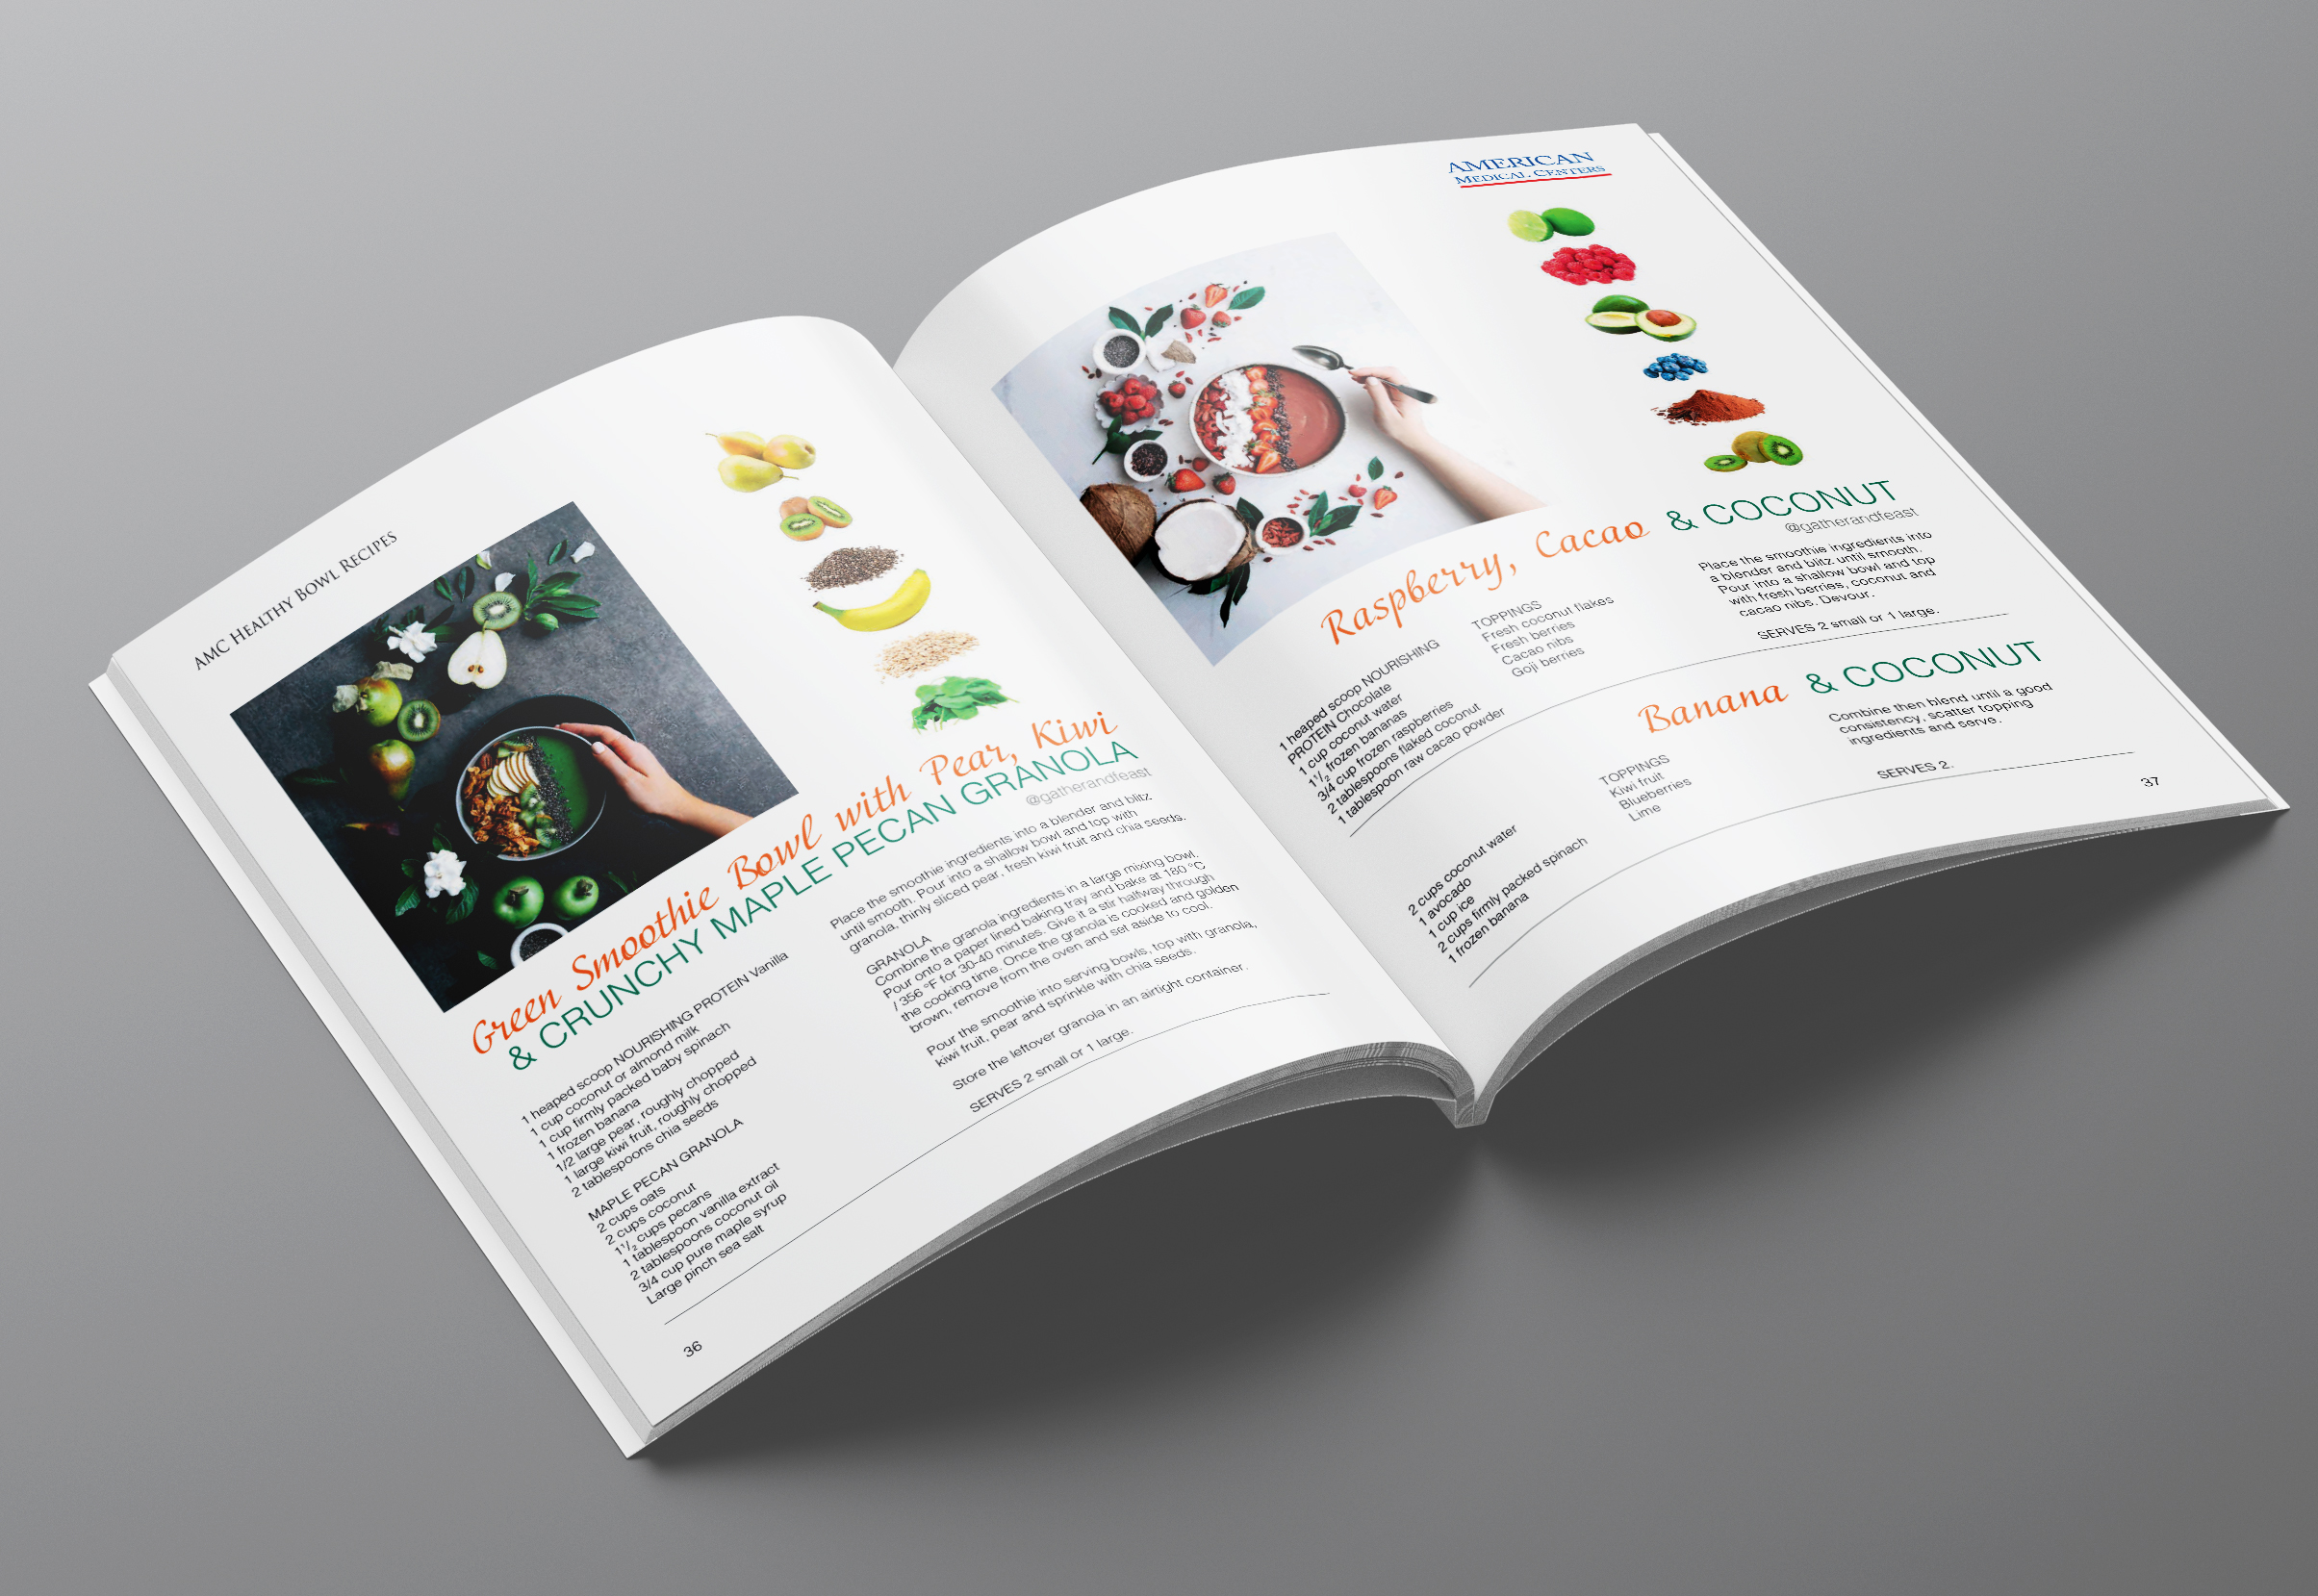 AMC HEALTHY BOWL RECIPES
Green Smoothie Bowl with Pear, Kiwi
& CRUNCHY MAPLE PECAN GRANOLA
@gatherandfeast
1 heaped scoop NOURISHING PROTEIN Vanilla
1 cup coconut or almond milk
1 cup firmly packed baby spinach
1 frozen banana
1/2 large pear, roughly chopped
1 large kiwi fruit, roughly chopped
2 tablespoons chia seeds
MAPLE PECAN GRANOLA
2 cups oats
2 cups coconut
1 1/2 cups pecans
1 tablespoon vanilla extract
2 tablespoons coconut oil
3/4 cup pure maple syrup
Large pinch sea salt
Place the smoothie ingredients into a blender and blitz
until smooth. Pour into a shallow bowl and top with
granola, thinly sliced pear, fresh kiwi fruit and chia seeds.
GRANOLA
Combine the granola ingredients in a large mixing bowl.
Pour onto a paper lined baking tray and bake at 180 °C
/ 356 °F for 30-40 minutes. Give it a stir halfway through
the cooking time. Once the granola is cooked and golden
brown, remove from the oven and set aside to cool.
Pour the smoothie into serving bowls, top with granola,
kiwi fruit, pear and sprinkle with chia seeds.
Store the leftover granola in an airtight container.
SERVES 2 small or 1 large.
36
AMERICAN
MEDICAL CENTERS
Raspberry, Cacao & COCONUT
@gatherandfeast
1 heaped scoop NOURISHING
PROTEIN Chocolate
1 cup coconut water
1 1/2 frozen bananas
3/4 cup frozen raspberries
2 tablespoons flaked coconut
1 tablespoon raw cacao powder
TOPPINGS
Fresh coconut flakes
Fresh berries
Cacao nibs
Goji berries
Place the smoothie ingredients into
a blender and blitz until smooth.
Pour into a shallow bowl and top
with fresh berries, coconut and
cacao nibs. Devour.
SERVES 2 small or 1 large.
Banana & COCONUT
2 cups coconut water
1 avocado
1 cup ice
2 cups firmly packed spinach
1 frozen banana
TOPPINGS
Kiwi fruit
Blueberries
Lime
Combine then blend until a good
consistency, scatter topping
ingredients and serve.
SERVES 2.
37